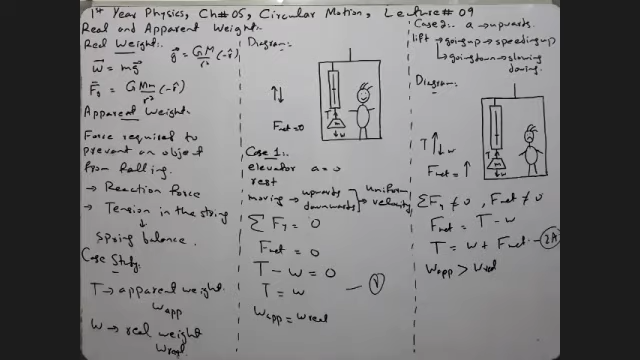 1st Year Physics, Ch#05, Circular Motion, Lecture # 09
Real and Apparent Weight:.
Real Weight:. g⃗ = GM/r² (-r̂)
W⃗ = mg⃗
F⃗g = GMm/r² (-r̂)
Apparent Weight:
Force required to
prevent an object
from falling.
→ Reaction force
→ Tension in the string
↓
Spring balance.
Case Study:.
T → apparent weight
Wapp
W → real weight
Wreal
Diagram:.
↑↓
Fnet = 0
T ↑
m
↓ w
Case 1:.
elevator a = 0
rest
moving → upwards
downwards → uniform
velocity
∑ Fy = 0
Fnet = 0
T - w = 0
T = w — ①
Wapp = Wreal
Case 2:. a → upwards.
lift → going up → speeding up
going down → slowing
Diagram:
T ↑ ↓ w
Fnet = ↑
T ↑
m
↓ w
∑ Fy ≠ 0, Fnet ≠ 0
Fnet = T - w
T = w + Fnet — 2A
Wapp > Wreal